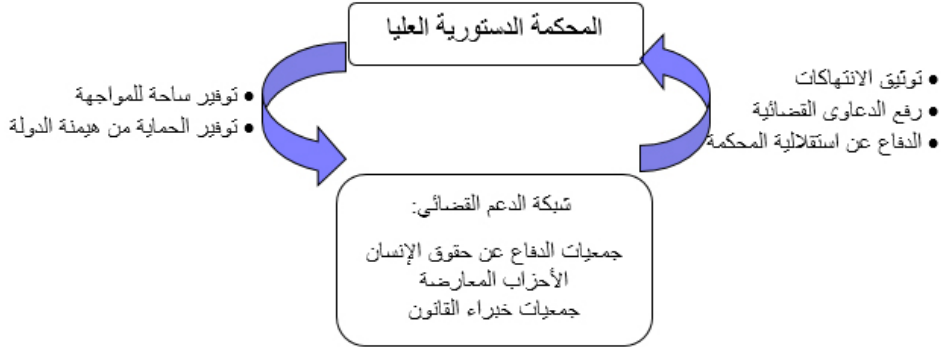 المحكمة الدستورية العليا
• توثيق الانتهاكات
• رفع الدعاوى القضائية
• الدفاع عن استقلالية المحكمة
• توفير ساحة للمواجهة
• توفير الحماية من هيمنة الدولة
شبكة الدعم القضائي:
جمعيات الدفاع عن حقوق الإنسان
الأحزاب المعارضة
جمعيات خبراء القانون